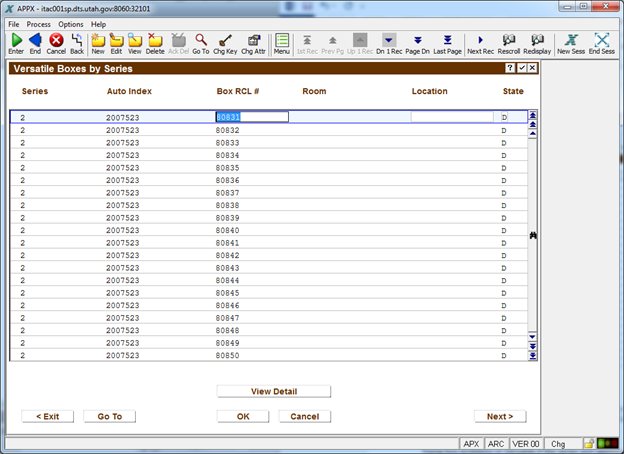 APPX - itac001sp.dts.utah.gov:8060:32101
File Process Options Help
Enter End Cancel Back New Edit View Delete Ack Del Go To Chg Key Chg Attr Menu 1st Rec Prev Pg Up 1 Rec Dn 1 Rec Page Dn Last Page Next Rec Rescroll Redisplay New Sess End Sess
Versatile Boxes by Series ?
Series Auto Index Box RCL # Room Location State
2 2007523 80831 D
2 2007523 80832 D
2 2007523 80833 D
2 2007523 80834 D
2 2007523 80835 D
2 2007523 80836 D
2 2007523 80837 D
2 2007523 80838 D
2 2007523 80839 D
2 2007523 80840 D
2 2007523 80841 D
2 2007523 80842 D
2 2007523 80843 D
2 2007523 80844 D
2 2007523 80845 D
2 2007523 80846 D
2 2007523 80847 D
2 2007523 80848 D
2 2007523 80849 D
2 2007523 80850 D
View Detail
< Exit Go To OK Cancel Next >
APX ARC VER 00 Chg